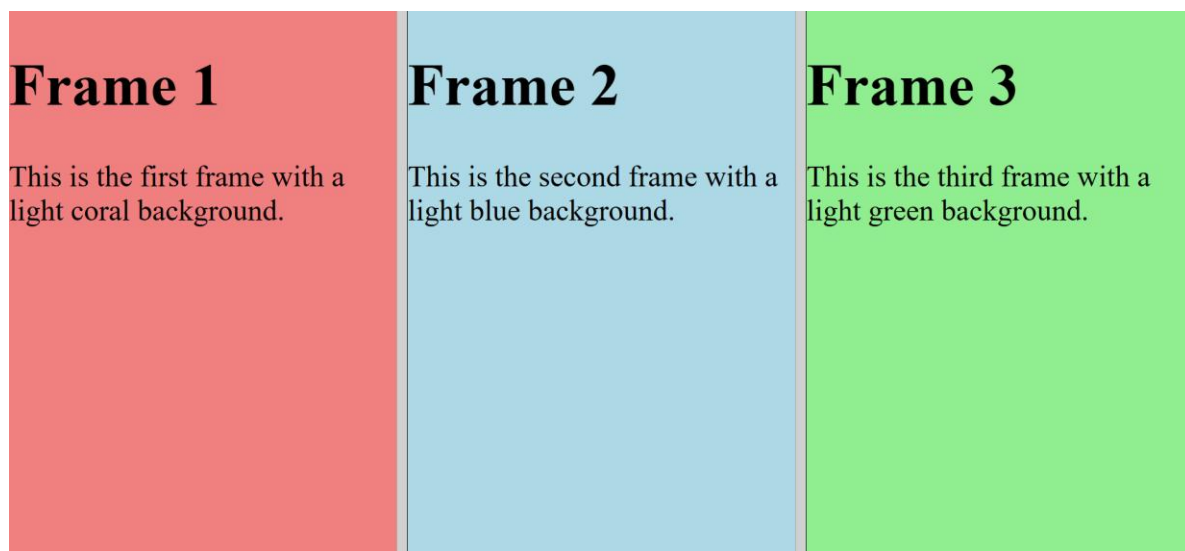 Frame 1
This is the first frame with a
light coral background.
Frame 2
This is the second frame with a
light blue background.
Frame 3
This is the third frame with a
light green background.